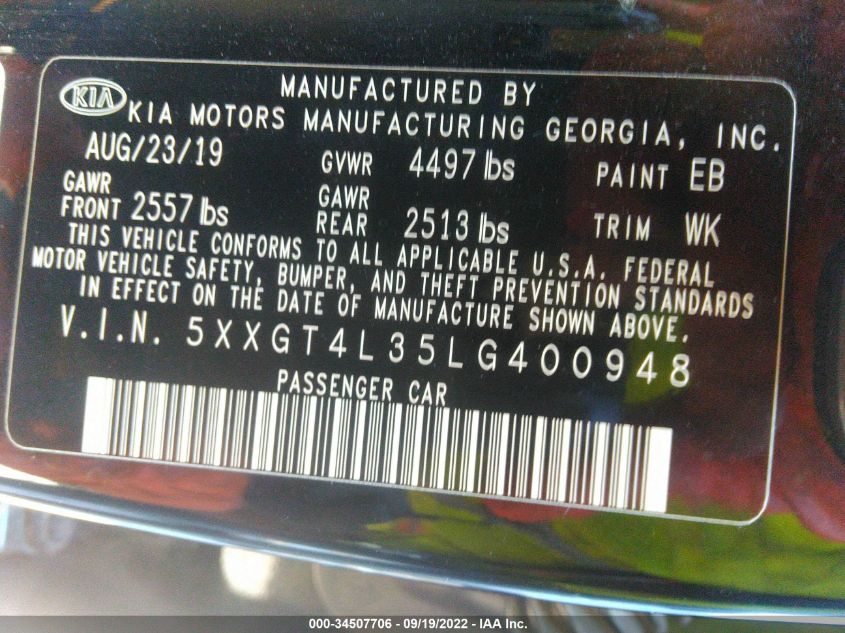 KIA
MANUFACTURED BY
KIA MOTORS MANUFACTURING GEORGIA, INC.
AUG/23/19 GVWR 4497 lbs PAINT EB
GAWR FRONT 2557 lbs GAWR REAR 2513 lbs TRIM WK
THIS VEHICLE CONFORMS TO ALL APPLICABLE U.S.A. FEDERAL
MOTOR VEHICLE SAFETY, BUMPER, AND THEFT PREVENTION STANDARDS
IN EFFECT ON THE DATE OF MANUFACTURE SHOWN ABOVE.
V.I.N. 5XXGT4L35LG400948
PASSENGER CAR
000-34507706 - 09/19/2022 - IAA Inc.